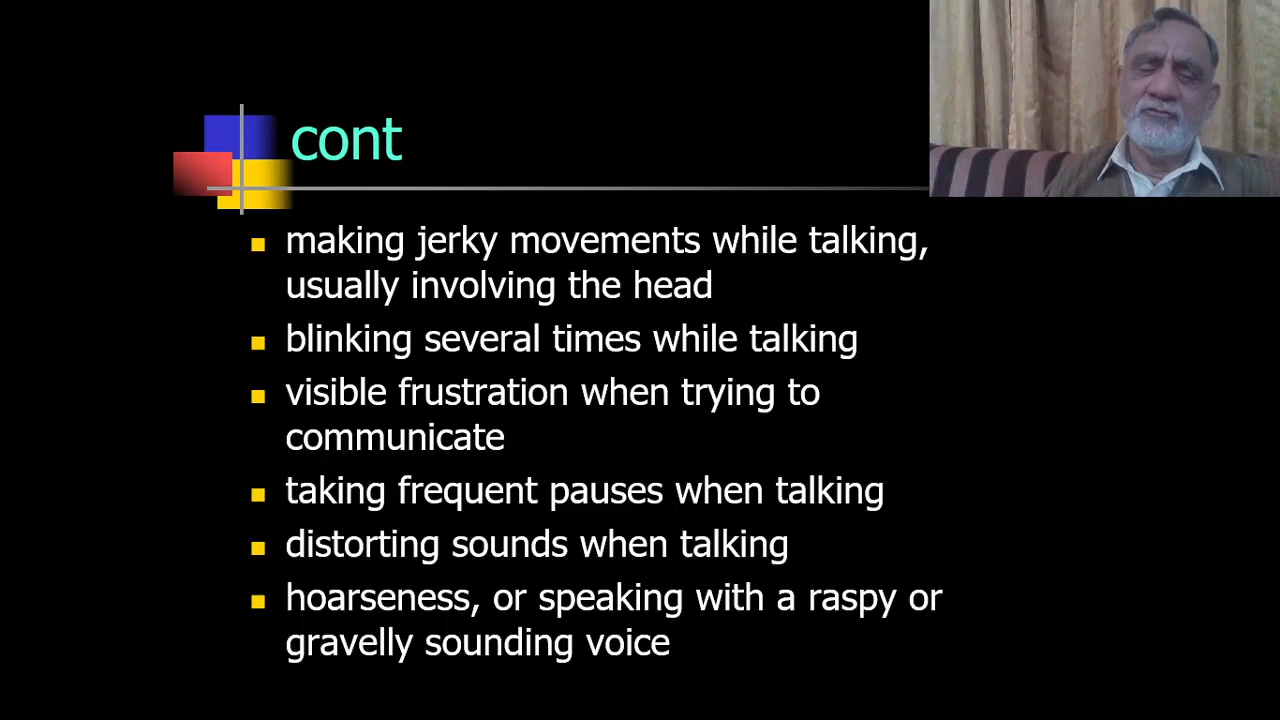 cont
making jerky movements while talking,
usually involving the head
blinking several times while talking
visible frustration when trying to
communicate
taking frequent pauses when talking
distorting sounds when talking
hoarseness, or speaking with a raspy or
gravelly sounding voice